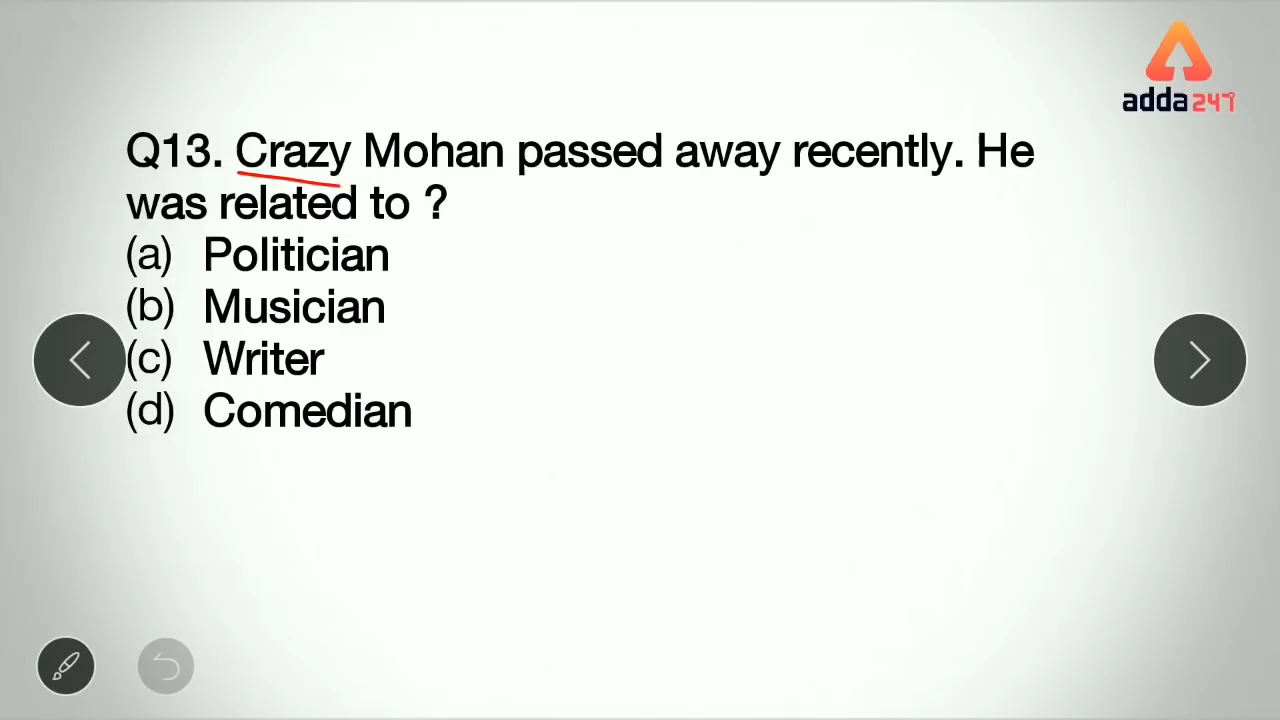 adda247
Q13. Crazy Mohan passed away recently. He
was related to ?
(a) Politician
(b) Musician
(c) Writer
(d) Comedian